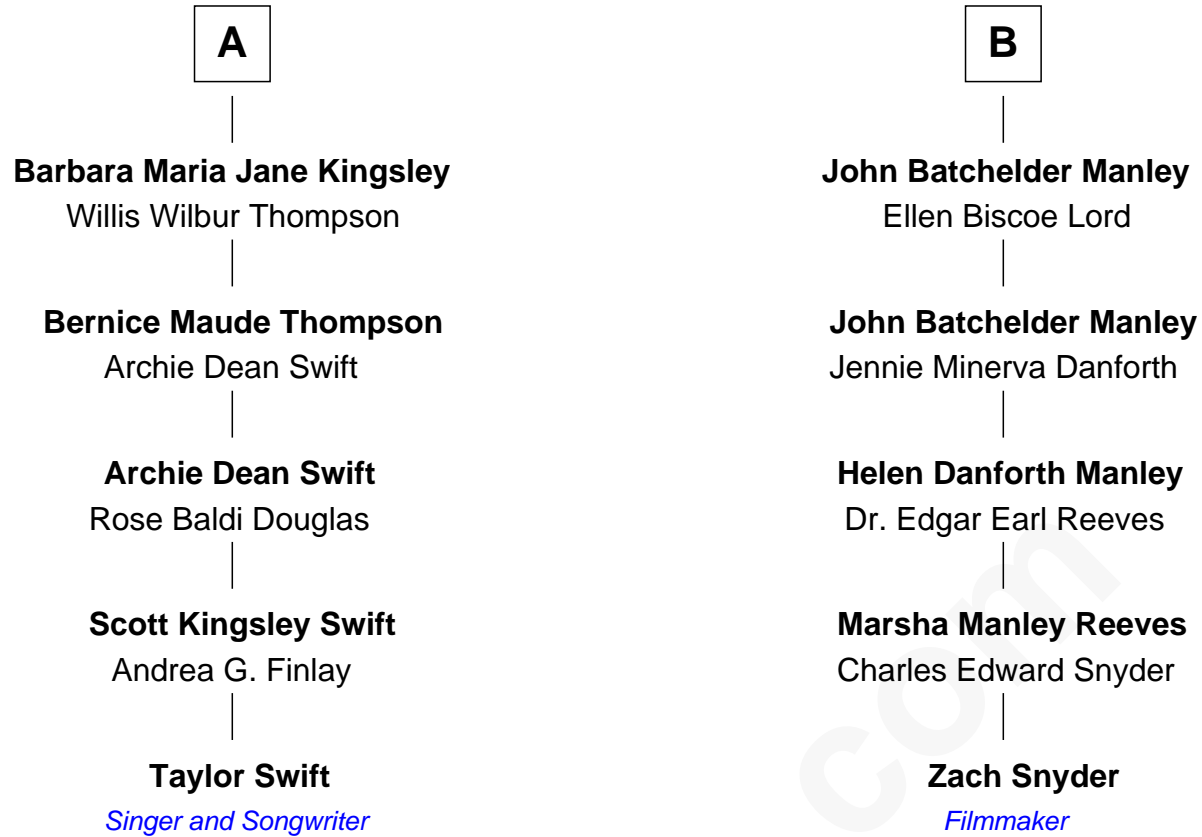 A
Barbara Maria Jane Kingsley
Willis Wilbur Thompson
Bernice Maude Thompson
Archie Dean Swift
Archie Dean Swift
Rose Baldi Douglas
Scott Kingsley Swift
Andrea G. Finlay
Taylor Swift
Singer and Songwriter
B
John Batchelder Manley
Ellen Biscoe Lord
John Batchelder Manley
Jennie Minerva Danforth
Helen Danforth Manley
Dr. Edgar Earl Reeves
Marsha Manley Reeves
Charles Edward Snyder
Zach Snyder
Filmmaker
com